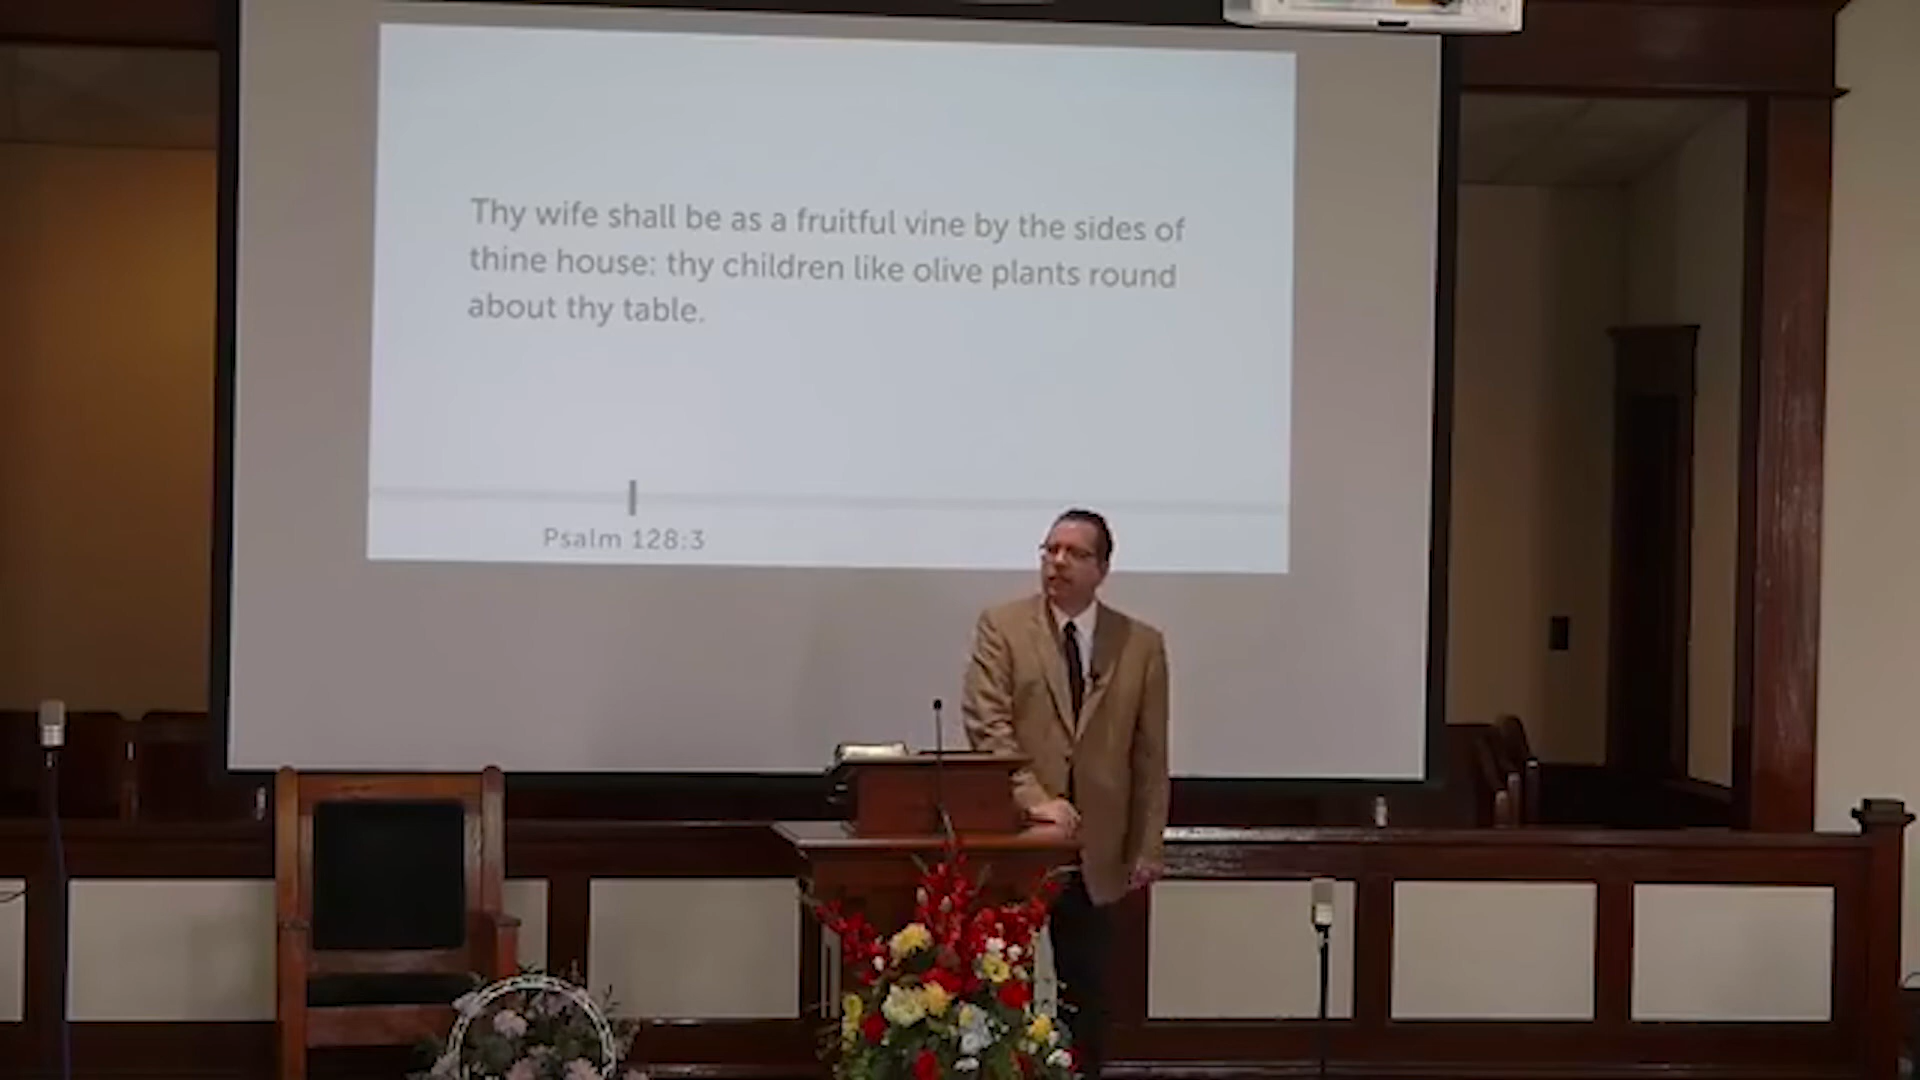 Thy wife shall be as a fruitful vine by the sides of
thine house: thy children like olive plants round
about thy table.
Psalm 128:3